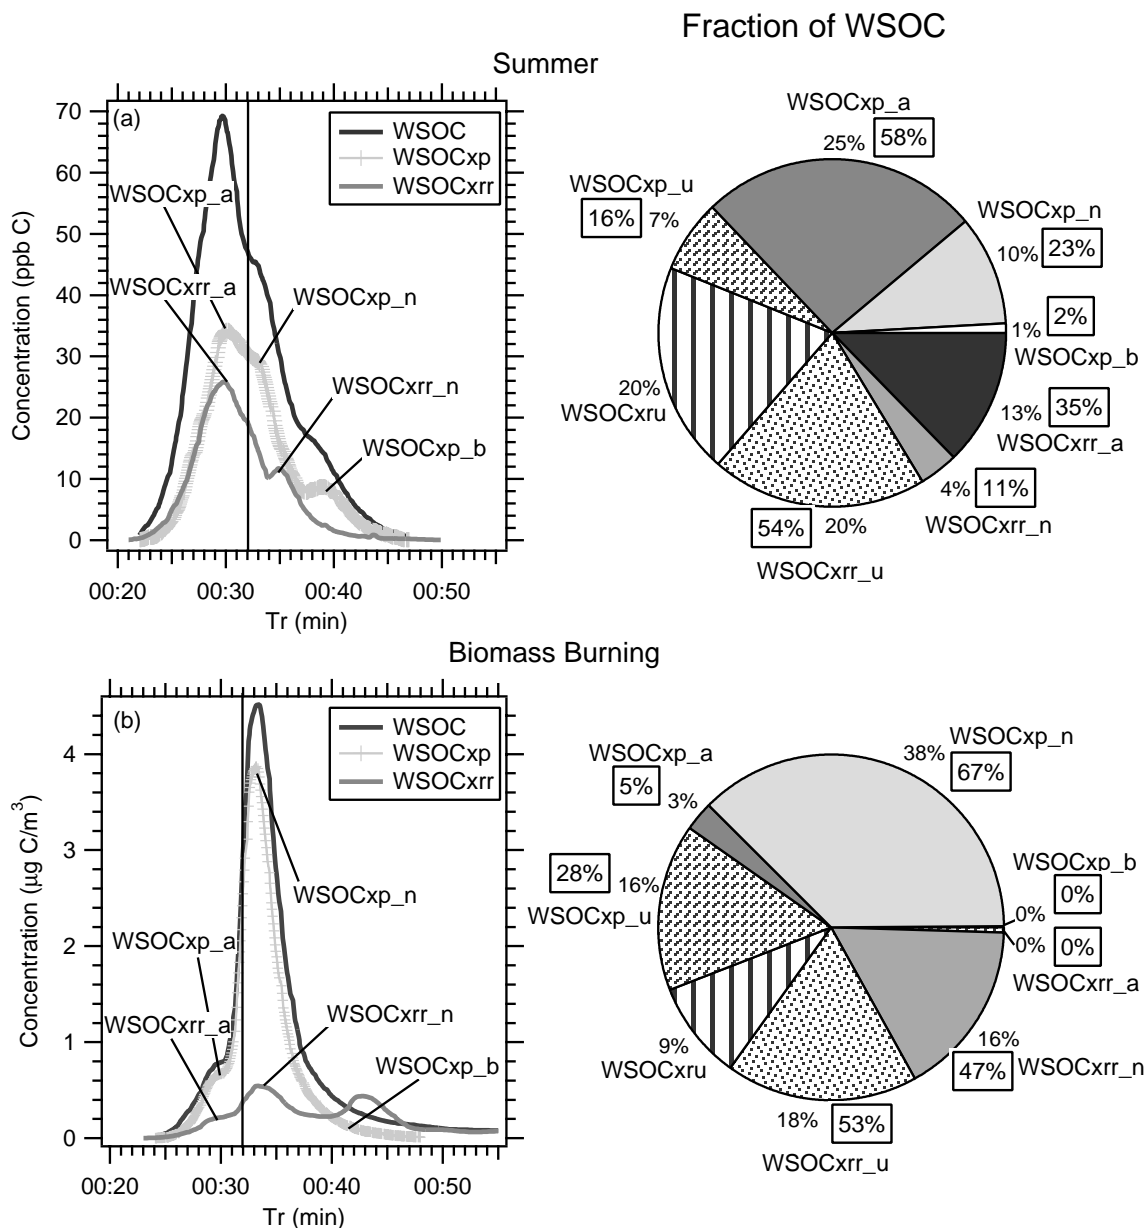 Fraction of WSOC
Summer
(a)
WSOC
WSOCxp
WSOCxrr
70
60
50
40
30
20
10
0
Concentration (ppb C)
WSOCxp_a
WSOCxrr_a
WSOCxp_n
WSOCxrr_n
WSOCxp_b
00:20
00:30
00:40
00:50
Tr (min)
WSOCxp_a
25%
58%
WSOCxp_u
16%
7%
WSOCxp_n
10%
23%
1%
2%
WSOCxp_b
20%
WSOCxru
13%
35%
WSOCxrr_a
4%
11%
WSOCxrr_n
54%
20%
WSOCxrr_u
Biomass Burning
(b)
WSOC
WSOCxp
WSOCxrr
4
3
2
1
0
Concentration (µg C/m³)
WSOCxp_n
WSOCxp_a
WSOCxrr_a
WSOCxrr_n
WSOCxp_b
00:20
00:30
00:40
00:50
Tr (min)
WSOCxp_n
38%
67%
WSOCxp_a
5%
3%
WSOCxp_b
0%
0%
28%
16%
WSOCxp_u
0%
0%
WSOCxrr_a
9%
WSOCxru
16%
47%
WSOCxrr_n
18%
53%
WSOCxrr_u